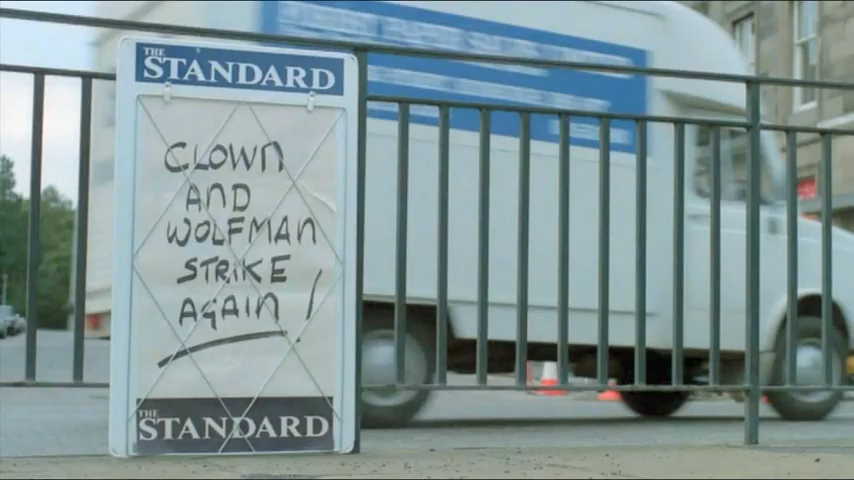 THE STANDARD
CLOWN
AND
WOLFMAN
STRIKE
AGAIN!
THE STANDARD